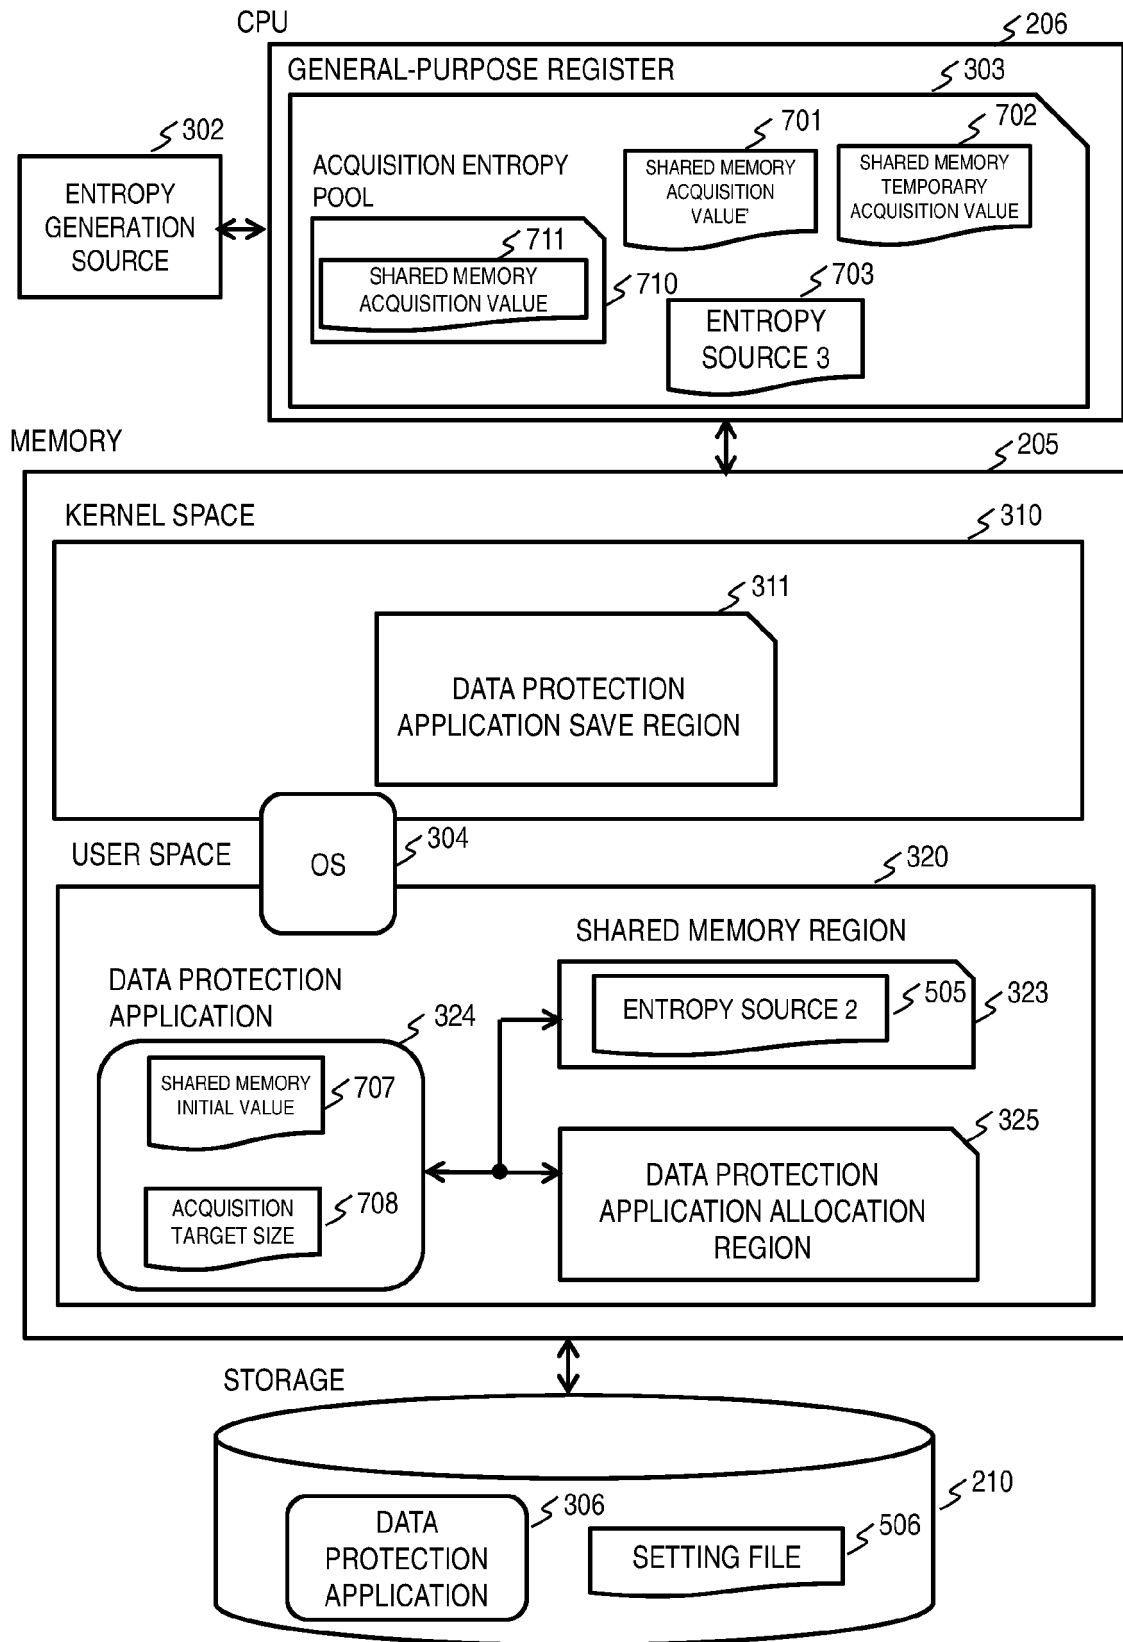 CPU
206
GENERAL-PURPOSE REGISTER
303
302
ENTROPY
GENERATION
SOURCE
ACQUISITION ENTROPY
POOL
711
SHARED MEMORY
ACQUISITION VALUE
710
701
SHARED MEMORY
ACQUISITION
VALUE'
702
SHARED MEMORY
TEMPORARY
ACQUISITION VALUE
703
ENTROPY
SOURCE 3
MEMORY
205
KERNEL SPACE
310
311
DATA PROTECTION
APPLICATION SAVE REGION
OS
304
USER SPACE
320
SHARED MEMORY REGION
ENTROPY SOURCE 2
505
323
DATA PROTECTION
APPLICATION
324
SHARED MEMORY
INITIAL VALUE
707
ACQUISITION
TARGET SIZE
708
325
DATA PROTECTION
APPLICATION ALLOCATION
REGION
STORAGE
210
DATA
PROTECTION
APPLICATION
306
SETTING FILE
506